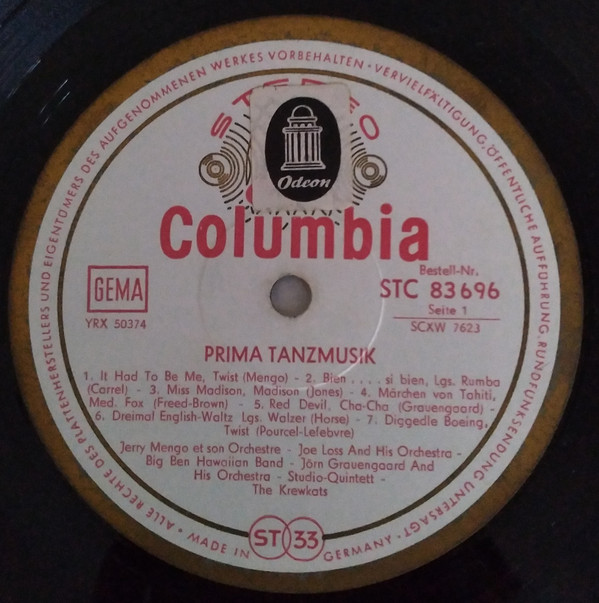 ALLE RECHTE DES PLATTENHERSTELLERS UND EIGENTÜMERS DES AUFGENOMMENEN WERKES VORBEHALTEN · VERVIELFÄLTIGUNG, ÖFFENTLICHE AUFFÜHRUNG, RUNDFUNKSENDUNG UNTERSAGT ·
STEREO
Odeon
Columbia
Bestell-Nr.
STC 83 696
Seite 1
SCXW 7623
GEMA
YRX 50374
PRIMA TANZMUSIK
1. It Had To Be Me, Twist (Mengo) - 2. Bien .... si bien, Lgs. Rumba
(Carrel) - 3. Miss Madison, Madison (Jones) - 4. Märchen von Tahiti,
Med. Fox (Freed-Brown) - 5. Red Devil, Cha-Cha (Grauengaard) -
6. Dreimal English-Waltz Lgs. Walzer (Horse) - 7. Diggedle Boeing,
Twist (Pourcel-Lefebvre)
Jerry Mengo et son Orchestre - Joe Loss And His Orchestra -
Big Ben Hawaiian Band - Jörn Grauengaard And
His Orchestra - Studio-Quintett -
The Krewkats
MADE IN GERMANY
ST 33